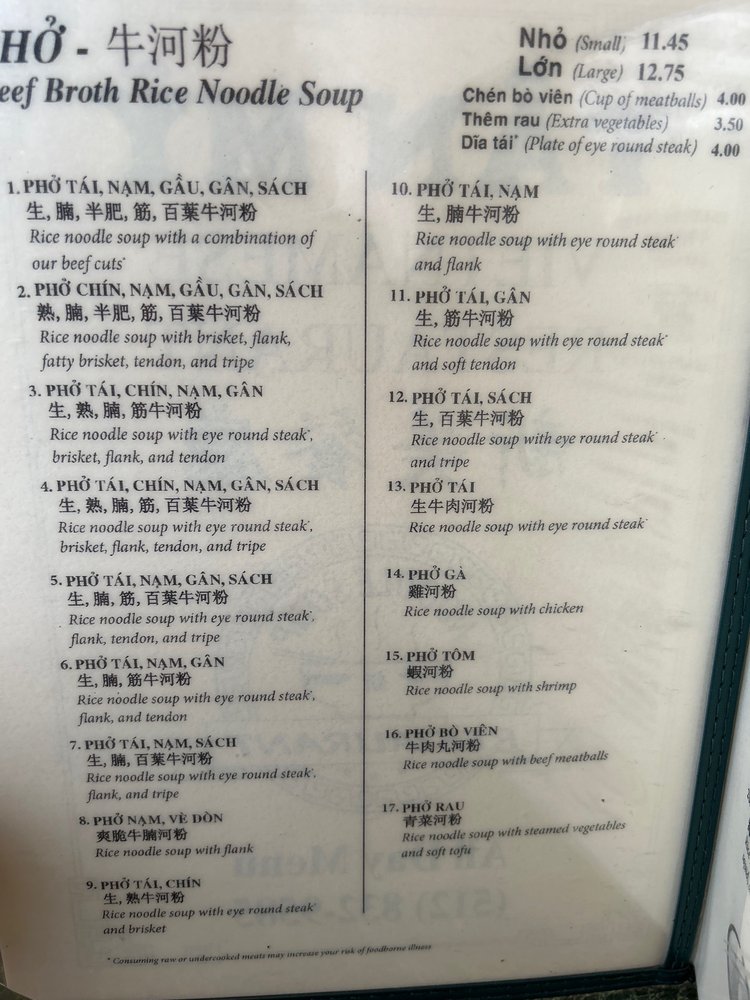 HỞ - 牛河粉
eef Broth Rice Noodle Soup
Nhỏ (Small) 11.45
Lớn (Large) 12.75
Chén bò viên (Cup of meatballs) 4.00
Thêm rau (Extra vegetables) 3.50
Dĩa tái* (Plate of eye round steak) 4.00
1. PHỞ TÁI, NẠM, GẦU, GÂN, SÁCH
生, 腩, 半肥, 筋, 百葉牛河粉
Rice noodle soup with a combination of
our beef cuts*
2. PHỞ CHÍN, NẠM, GẦU, GÂN, SÁCH
熟, 腩, 半肥, 筋, 百葉牛河粉
Rice noodle soup with brisket, flank,
fatty brisket, tendon, and tripe
3. PHỞ TÁI, CHÍN, NẠM, GÂN
生, 熟, 腩, 筋牛河粉
Rice noodle soup with eye round steak*,
brisket, flank, and tendon
4. PHỞ TÁI, CHÍN, NẠM, GÂN, SÁCH
生, 熟, 腩, 筋, 百葉牛河粉
Rice noodle soup with eye round steak*,
brisket, flank, tendon, and tripe
5. PHỞ TÁI, NẠM, GÂN, SÁCH
生, 腩, 筋, 百葉牛河粉
Rice noodle soup with eye round steak*,
flank, tendon, and tripe
6. PHỞ TÁI, NẠM, GÂN
生, 腩, 筋牛河粉
Rice noodle soup with eye round steak*,
flank, and tendon
7. PHỞ TÁI, NẠM, SÁCH
生, 腩, 百葉牛河粉
Rice noodle soup with eye round steak*,
flank, and tripe
8. PHỞ NẠM, VÈ DÒN
爽脆牛腩河粉
Rice noodle soup with flank
9. PHỞ TÁI, CHÍN
生, 熟牛河粉
Rice noodle soup with eye round steak*
and brisket
10. PHỞ TÁI, NẠM
生, 腩牛河粉
Rice noodle soup with eye round steak*
and flank
11. PHỞ TÁI, GÂN
生, 筋牛河粉
Rice noodle soup with eye round steak*
and soft tendon
12. PHỞ TÁI, SÁCH
生, 百葉牛河粉
Rice noodle soup with eye round steak*
and tripe
13. PHỞ TÁI
生牛肉河粉
Rice noodle soup with eye round steak*
14. PHỞ GÀ
雞河粉
Rice noodle soup with chicken
15. PHỞ TÔM
蝦河粉
Rice noodle soup with shrimp
16. PHỞ BÒ VIÊN
牛肉丸河粉
Rice noodle soup with beef meatballs
17. PHỞ RAU
青菜河粉
Rice noodle soup with steamed vegetables
and soft tofu
* Consuming raw or undercooked meats may increase your risk of foodborne illness